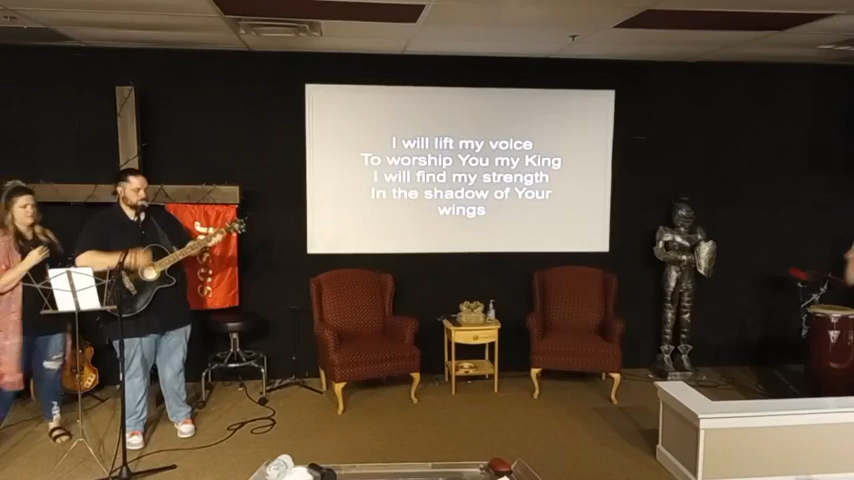 I will lift my voice
To worship You my King
I will find my strength
In the shadow of Your
wings
Jesus